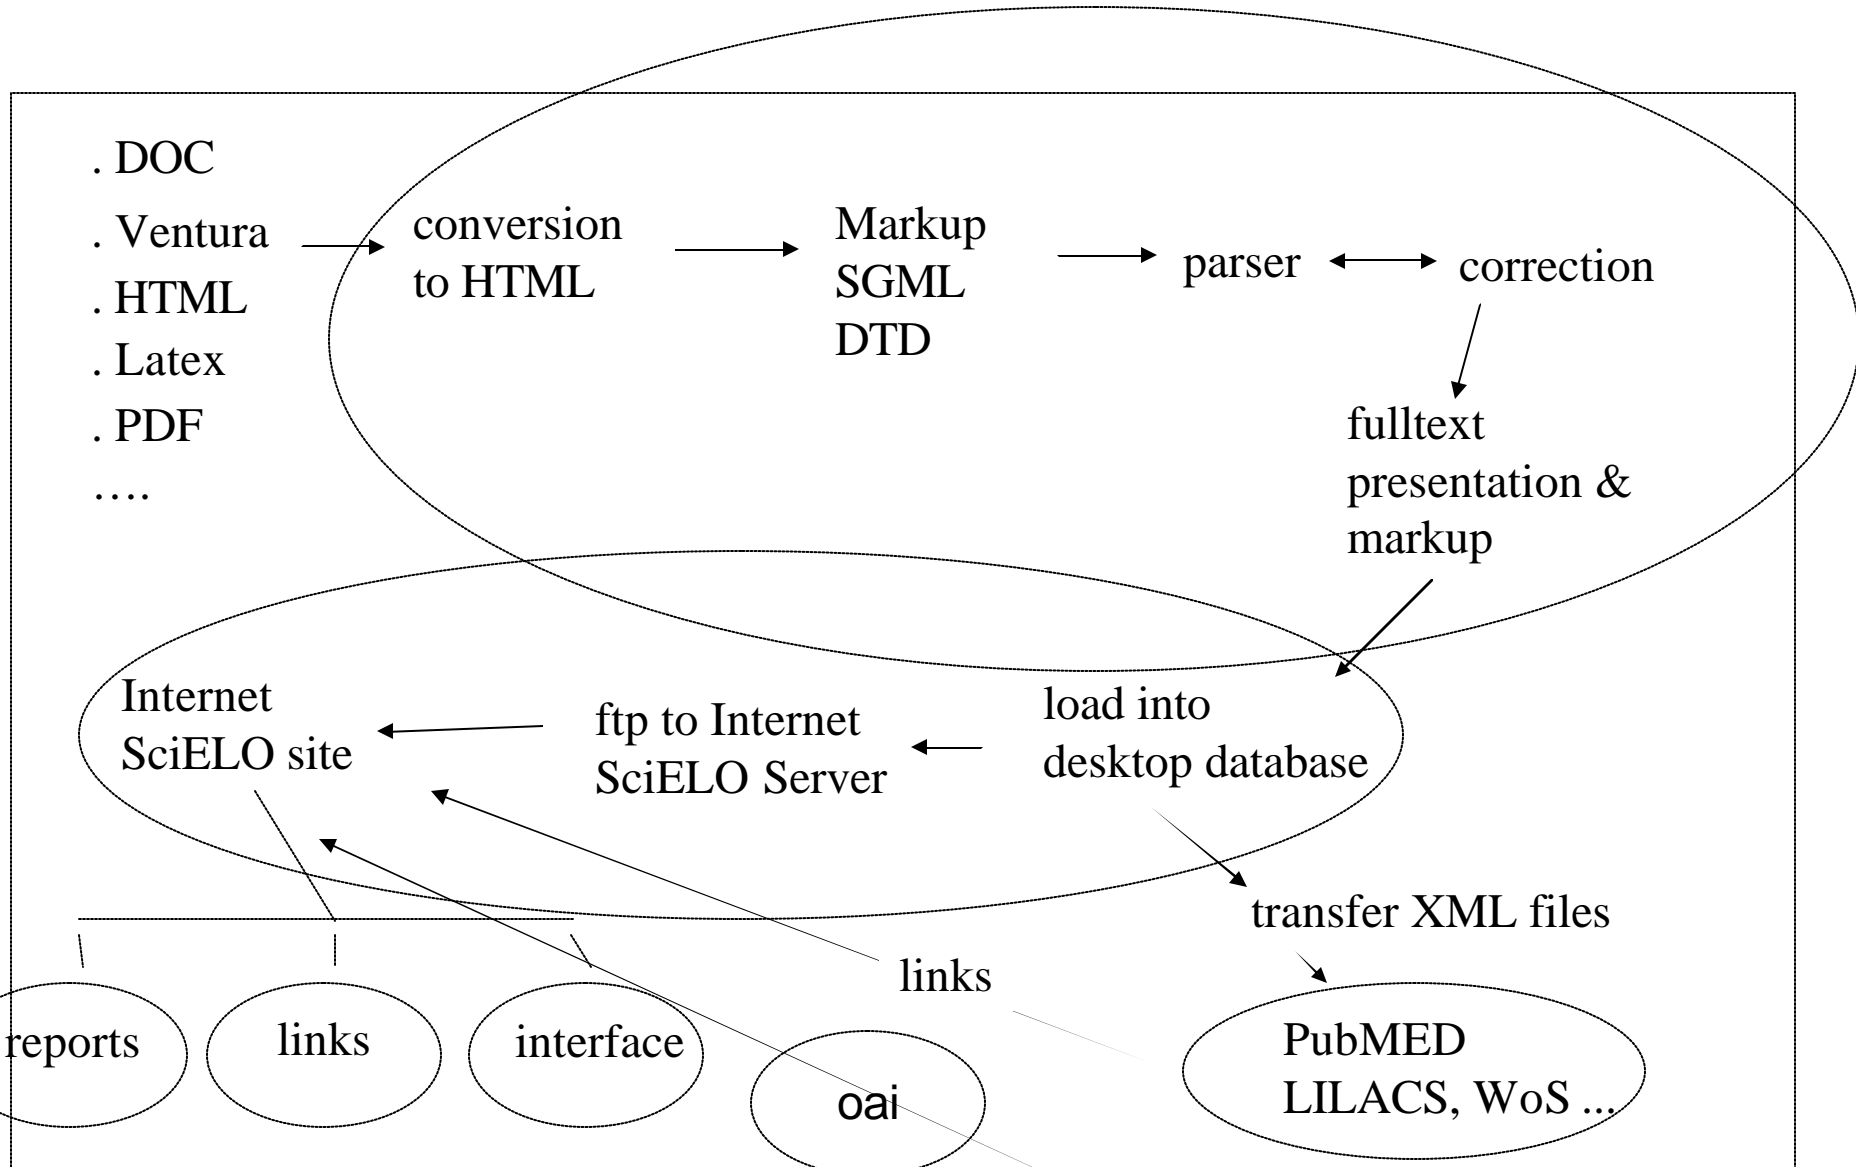 . DOC
. Ventura
. HTML
. Latex
. PDF
….
conversion
to HTML
Markup
SGML
DTD
parser
correction
fulltext
presentation &
markup
Internet
SciELO site
ftp to Internet
SciELO Server
load into
desktop database
transfer XML files
links
reports
links
interface
oai
PubMED
LILACS, WoS ...